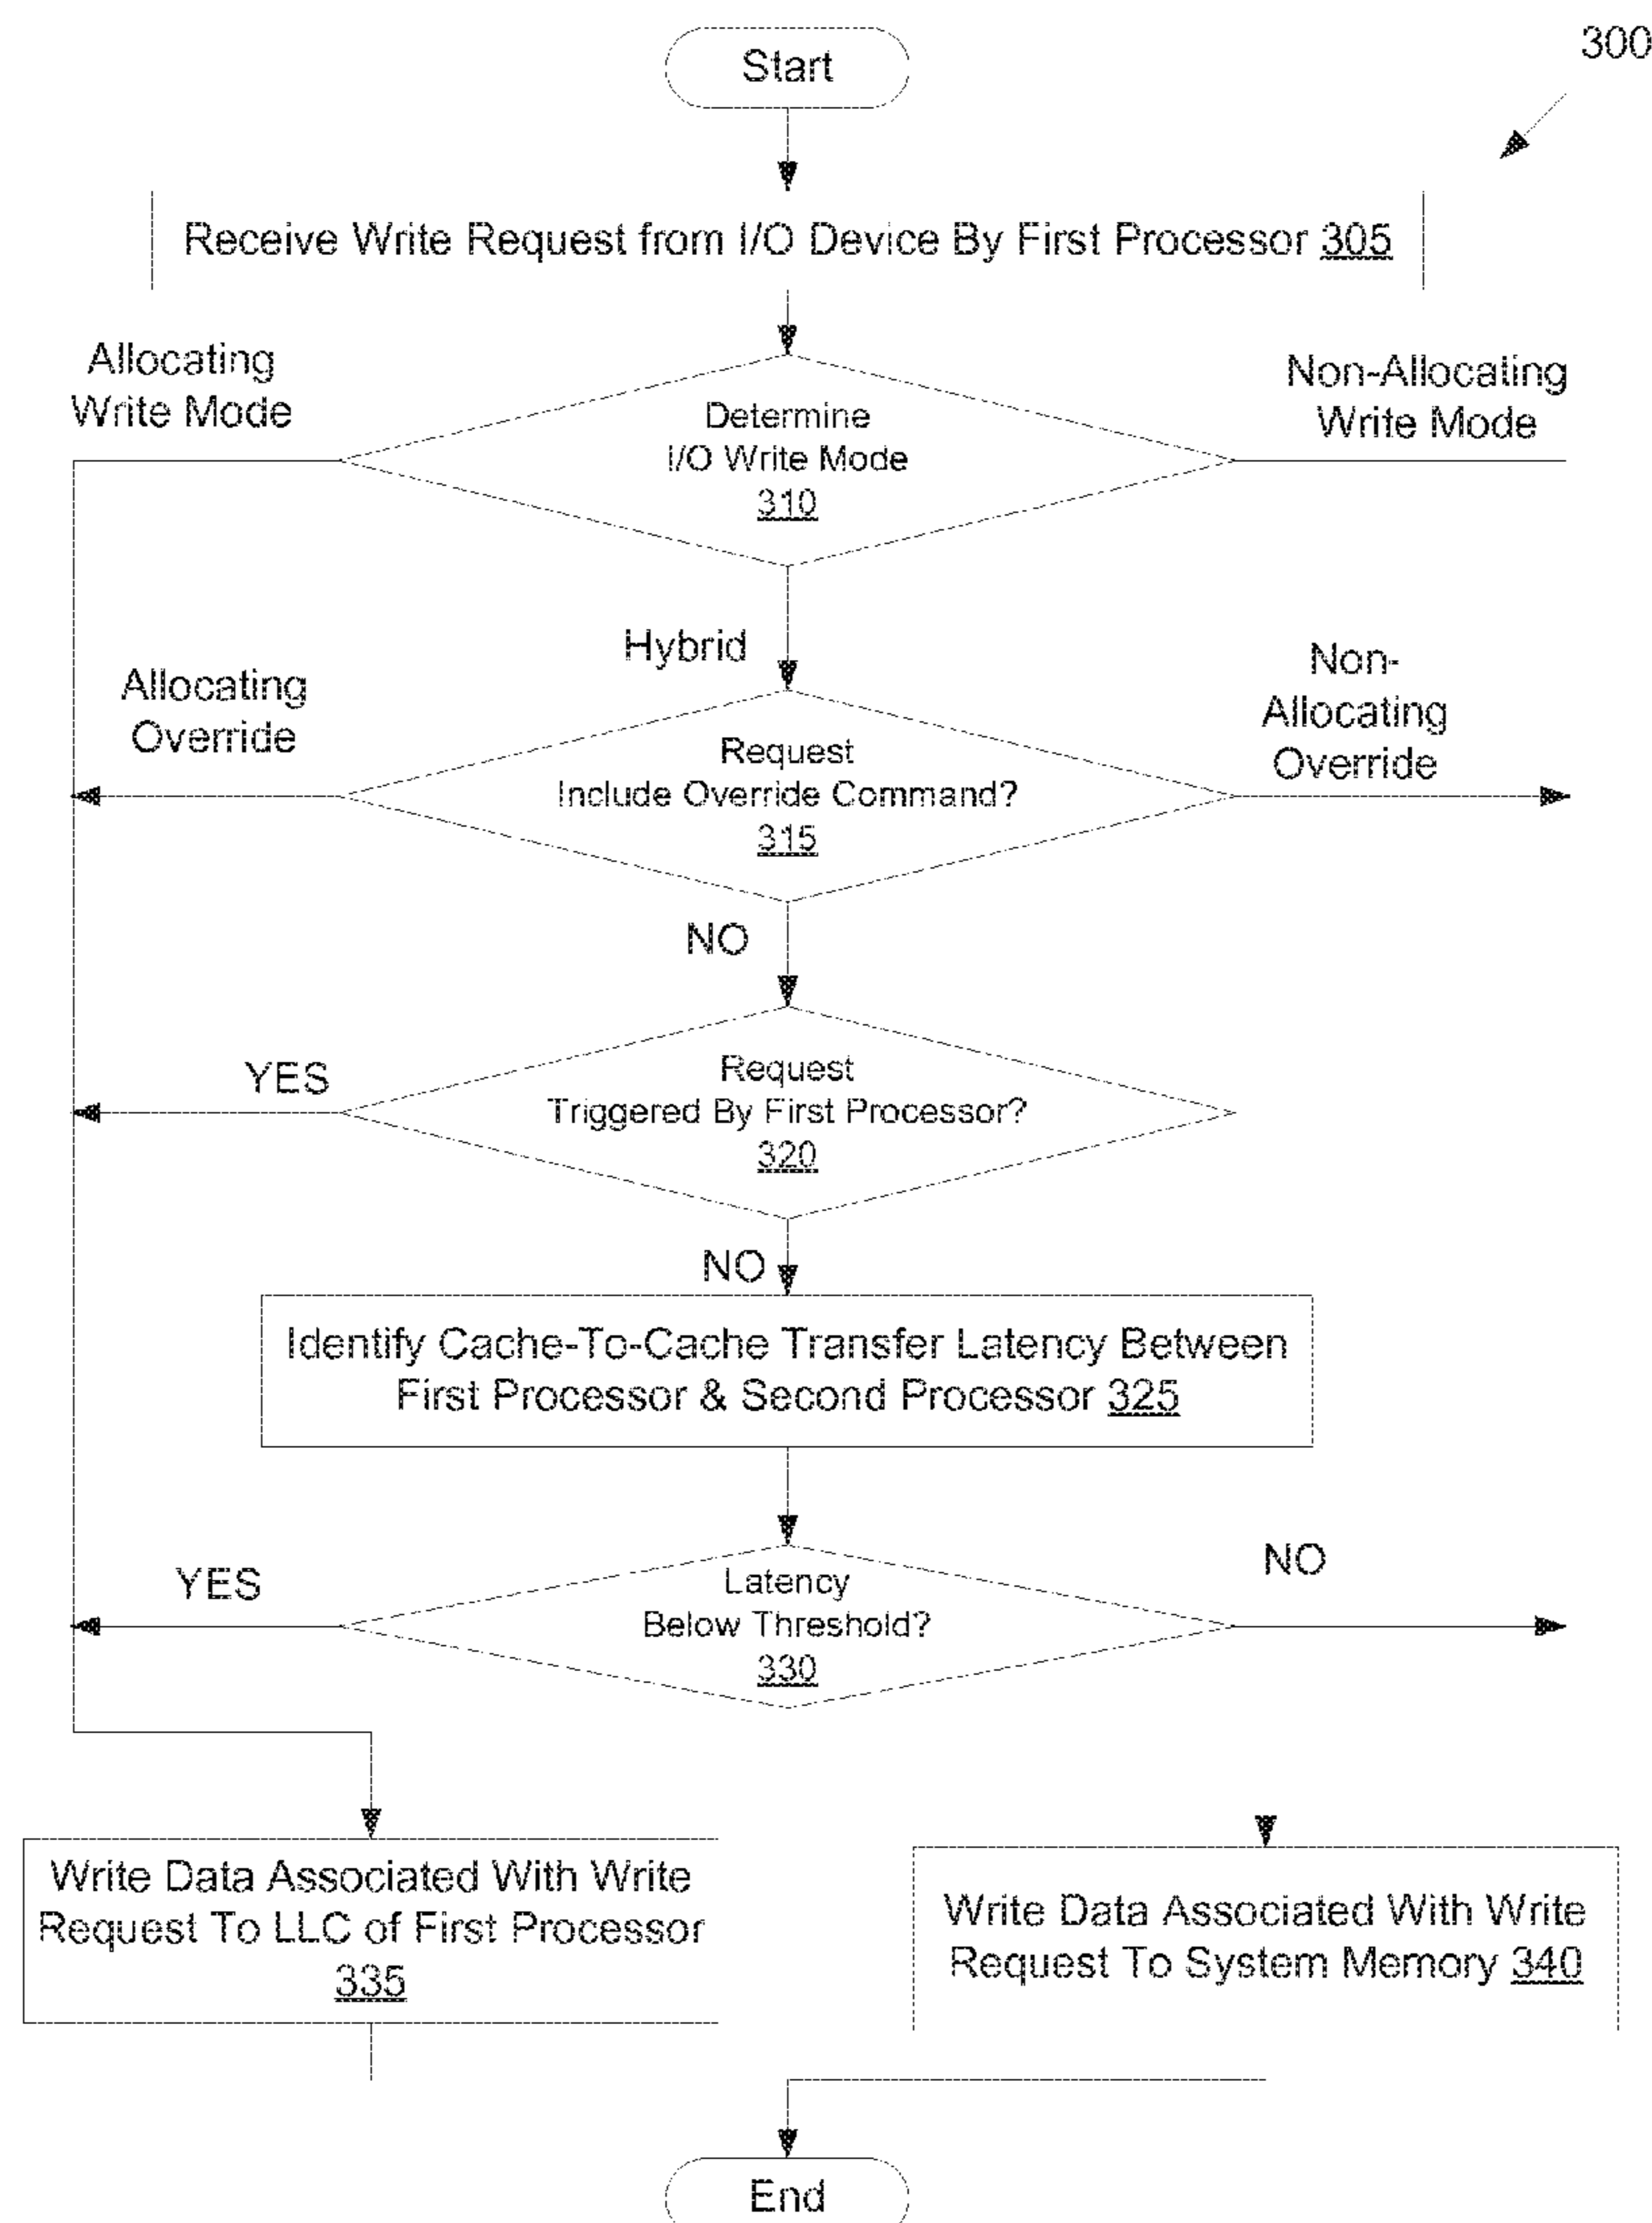 Start
300
Receive Write Request from I/O Device By First Processor 305
Allocating
Write Mode
Determine
I/O Write Mode
310
Non-Allocating
Write Mode
Hybrid
Allocating
Override
Request
Include Override Command?
315
Non-
Allocating
Override
NO
YES
Request
Triggered By First Processor?
320
NO
Identify Cache-To-Cache Transfer Latency Between
First Processor & Second Processor 325
YES
Latency
Below Threshold?
330
NO
Write Data Associated With Write
Request To LLC of First Processor
335
Write Data Associated With Write
Request To System Memory 340
End